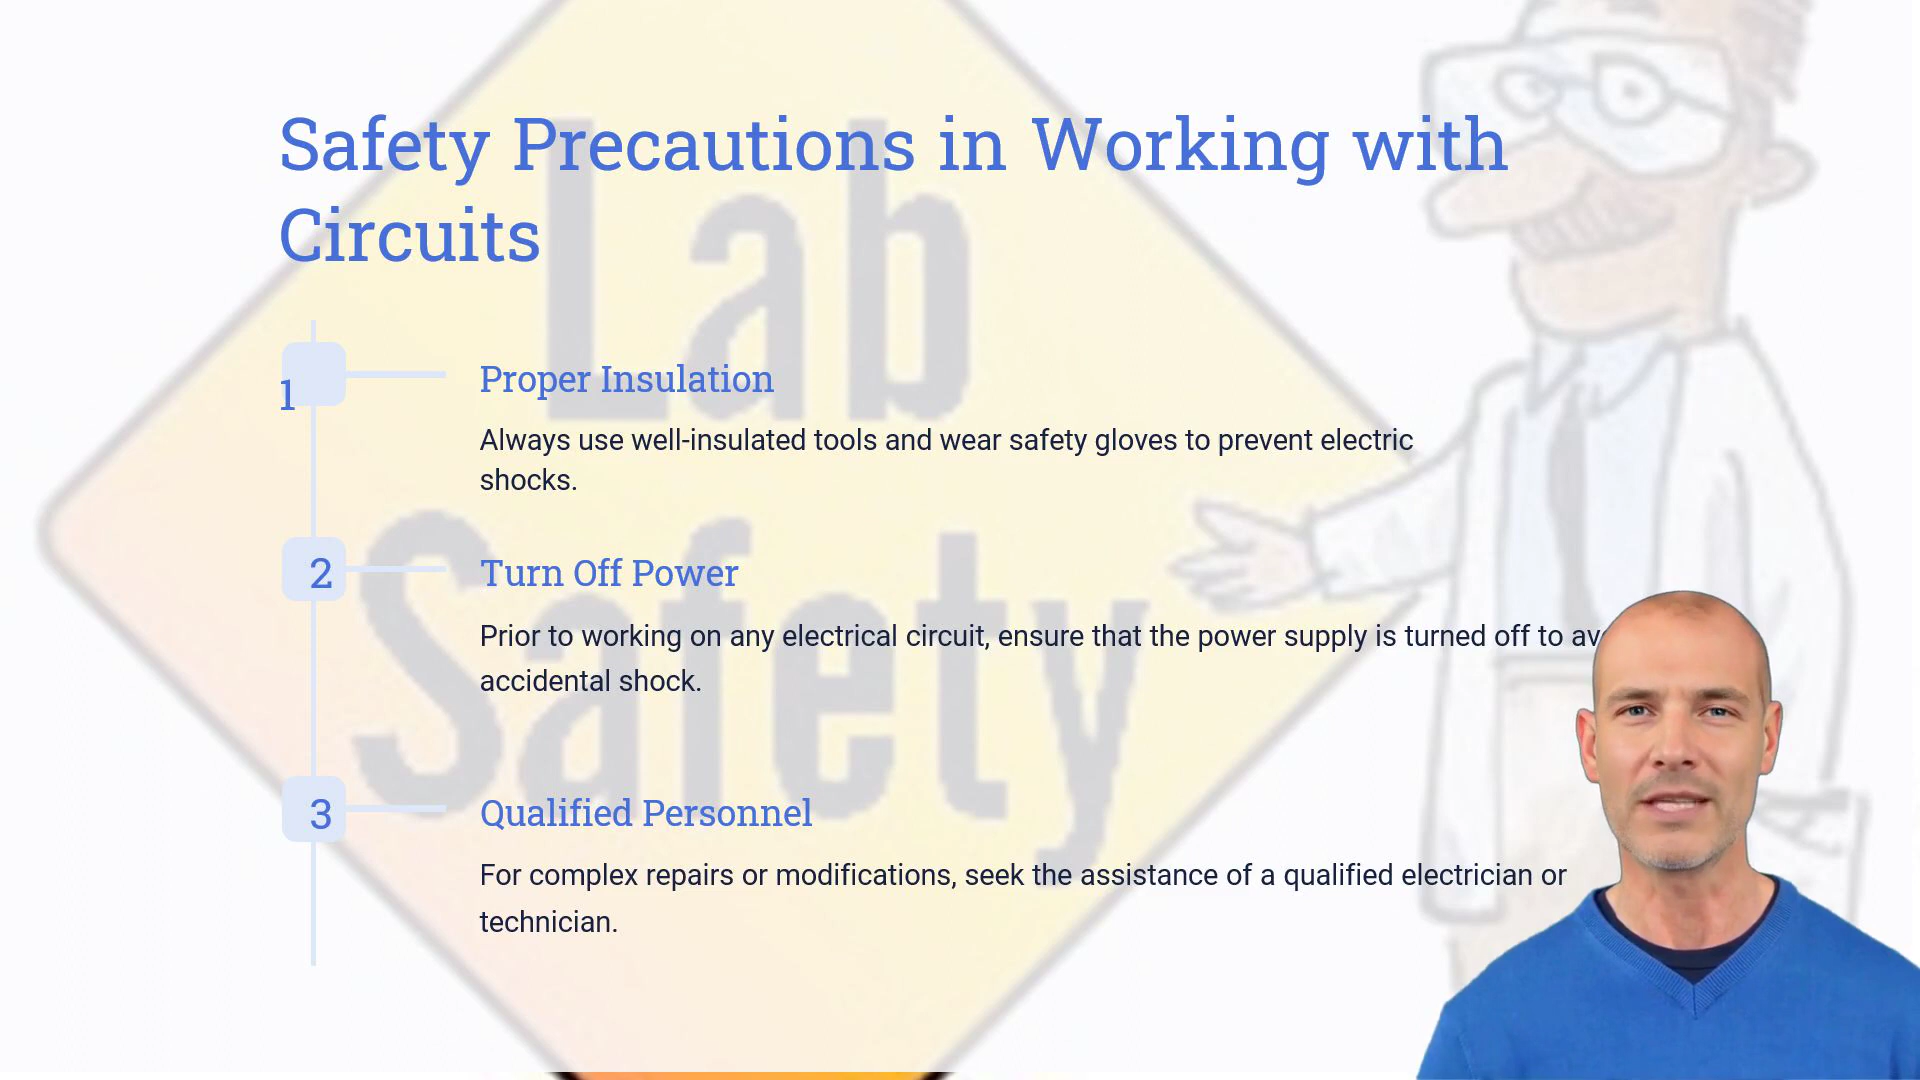 Lab
Safety
Safety Precautions in Working with
Circuits
1
Proper Insulation
Always use well-insulated tools and wear safety gloves to prevent electric
shocks.
2
Turn Off Power
Prior to working on any electrical circuit, ensure that the power supply is turned off to
accidental shock.
3
Qualified Personnel
For complex repairs or modifications, seek the assistance of a qualified electrician or
technician.